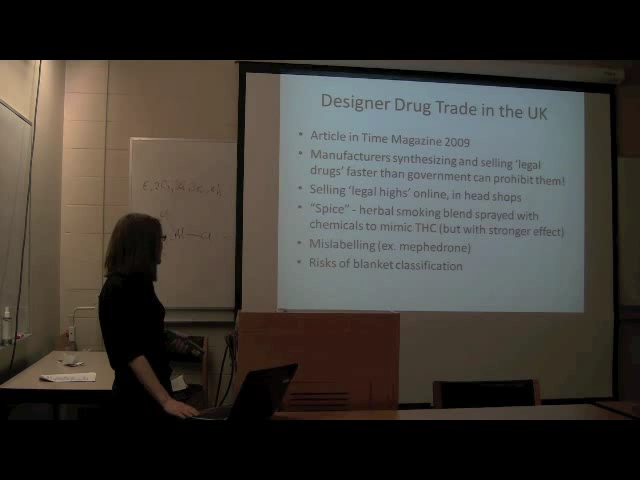 Designer Drug Trade in the UK
• Article in Time Magazine 2009
• Manufacturers synthesizing and selling 'legal
drugs' faster than government can prohibit them!
• Selling 'legal highs' online, in head shops
• "Spice" - herbal smoking blend sprayed with
chemicals to mimic THC (but with stronger effect)
• Mislabelling (ex. mephedrone)
• Risks of blanket classification